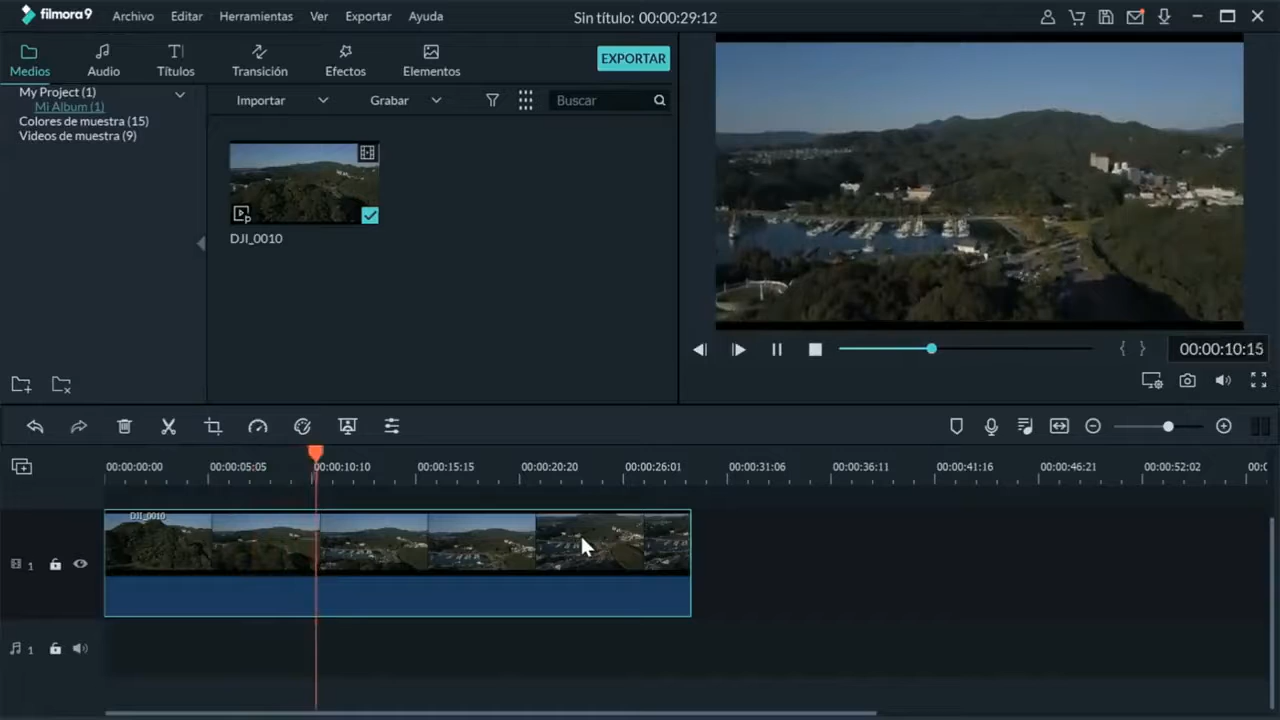 filmora9 Archivo Editar Herramientas Ver Exportar Ayuda Sin título: 00:00:29:12
Medios Audio Títulos Transición Efectos Elementos EXPORTAR
My Project (1)
Mi Álbum (1)
Colores de muestra (15)
Videos de muestra (9)
Importar Grabar Buscar
DJI_0010
00:00:10:15
00:00:00:00 00:00:05:05 00:00:10:10 00:00:15:15 00:00:20:20 00:00:26:01 00:00:31:06 00:00:36:11 00:00:41:16 00:00:46:21 00:00:52:02 00:0
DJI_0010
1
1